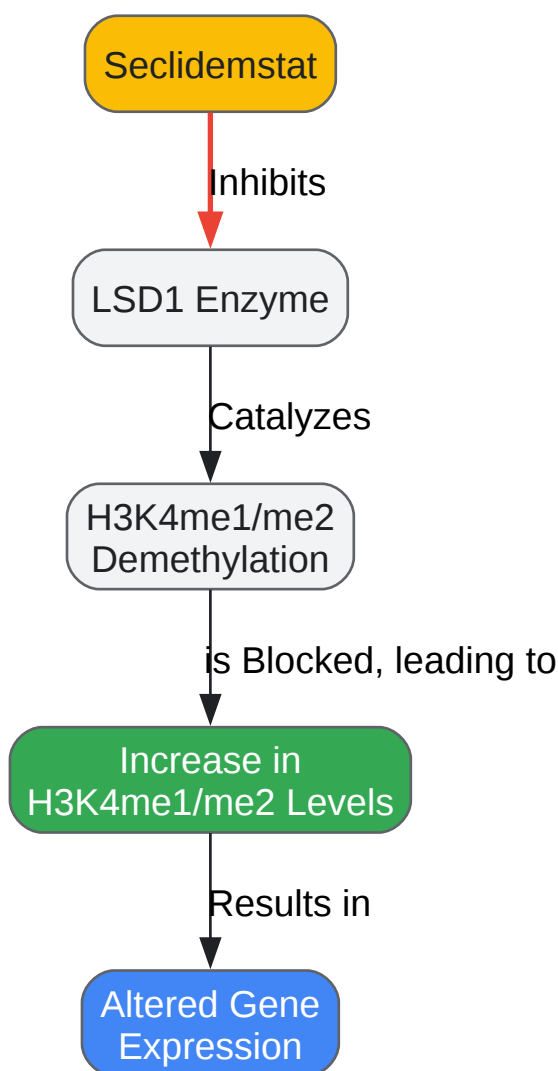 Seclidemstat
Inhibits
LSD1 Enzyme
Catalyzes
H3K4me1/me2
Demethylation
is Blocked, leading to
Increase in
H3K4me1/me2 Levels
Results in
Altered Gene
Expression